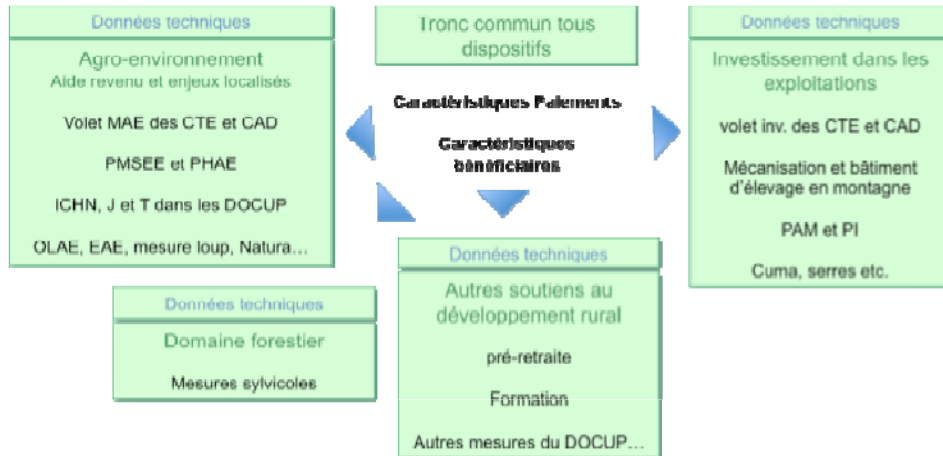 Données techniques
Agro-environnement
Aide revenu et enjeux localisés
Volet MAE des CTE et CAD
PMSEE et PHAE
ICHN, J et T dans les DOCUP
OLAE, EAE, mesure loup, Natura...
Tronc commun tous
dispositifs
Caractéristiques Paiements
Caractéristiques
bénéficiaires
Données techniques
Investissement dans les
exploitations
volet inv. des CTE et CAD
Mécanisation et bâtiment
d'élevage en montagne
PAM et PI
Cuma, serres etc.
Données techniques
Domaine forestier
Mesures sylvicoles
Données techniques
Autres soutiens au
développement rural
pré-retraite
Formation
Autres mesures du DOCUP...